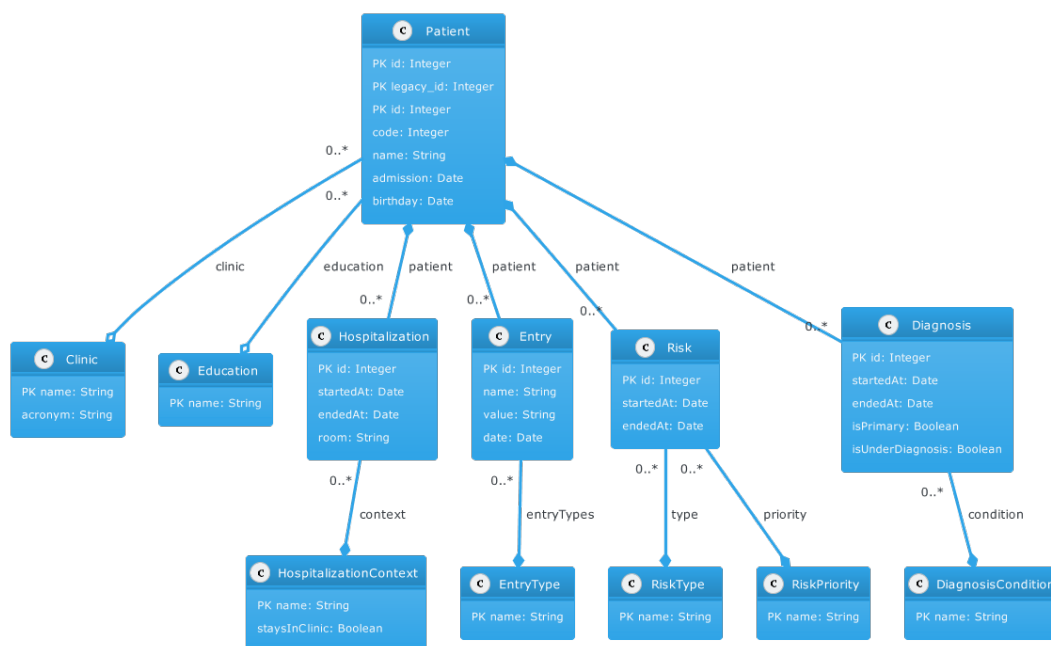 C Patient
PK id: Integer
PK legacy_id: Integer
PK id: Integer
code: Integer
name: String
admission: Date
birthday: Date
0..*
0..*
clinic
education
patient
patient
patient
patient
0..*
0..*
0..*
0..*
C Clinic
PK name: String
acronym: String
C Education
PK name: String
C Hospitalization
PK id: Integer
startedAt: Date
endedAt: Date
room: String
C Entry
PK id: Integer
name: String
value: String
date: Date
C Risk
PK id: Integer
startedAt: Date
endedAt: Date
C Diagnosis
PK id: Integer
startedAt: Date
endedAt: Date
isPrimary: Boolean
isUnderDiagnosis: Boolean
0..*
0..*
0..*
0..*
0..*
context
entryTypes
type
priority
condition
C HospitalizationContext
PK name: String
staysInClinic: Boolean
C EntryType
PK name: String
C RiskType
PK name: String
C RiskPriority
PK name: String
C DiagnosisCondition
PK name: String